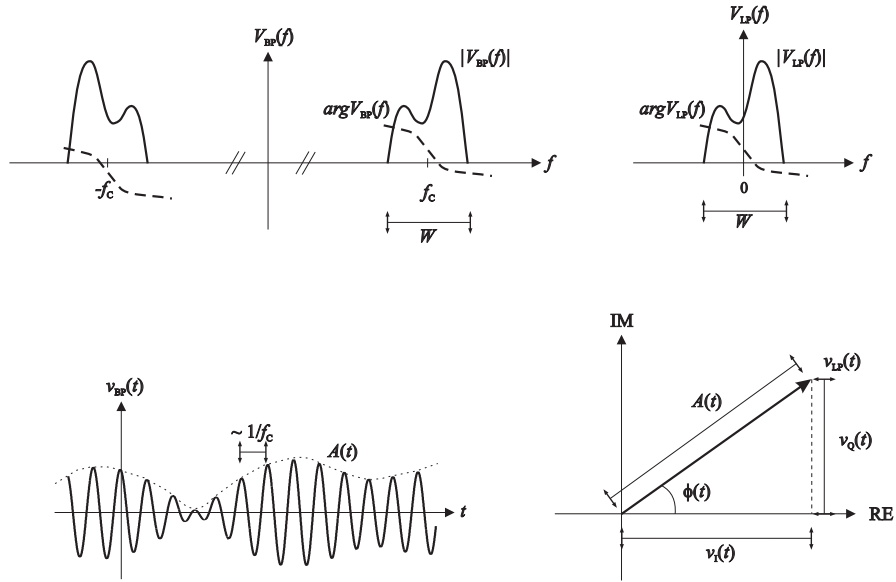 V_BP(f)
|V_BP(f)|
argV_BP(f)
-f_C
f_C
f
W
V_LP(f)
|V_LP(f)|
argV_LP(f)
0
f
W
v_BP(t)
~ 1/f_C
A(t)
t
IM
v_LP(t)
A(t)
v_Q(t)
ϕ(t)
RE
v_I(t)